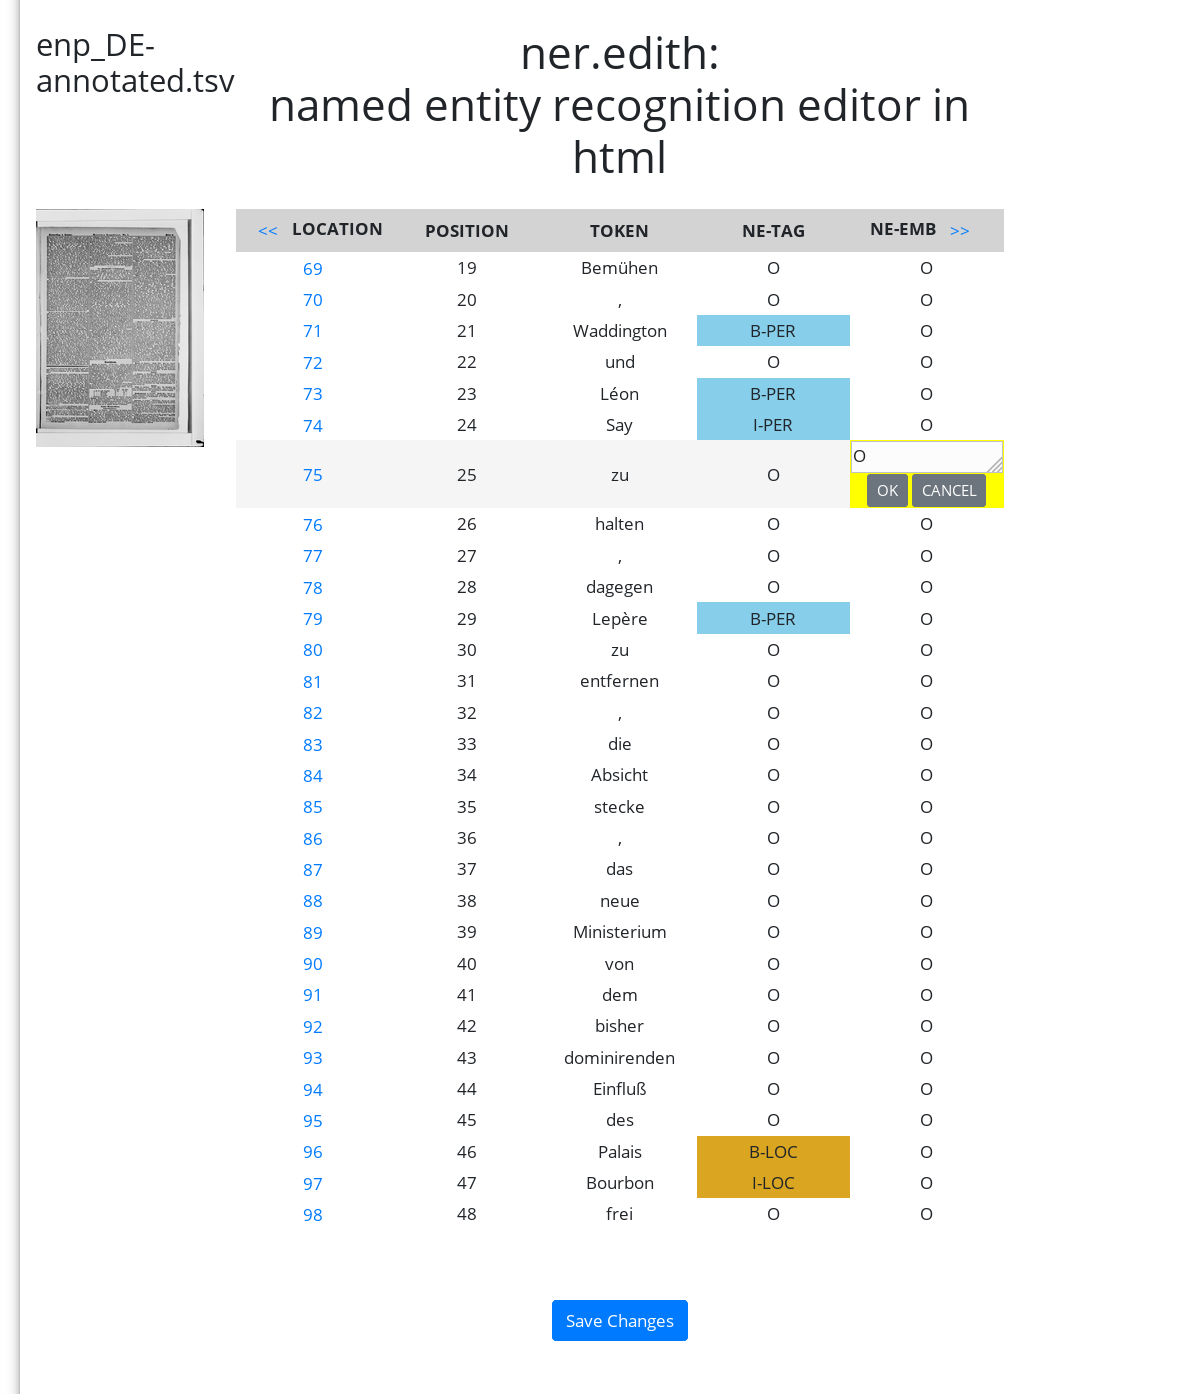 enp_DE-
annotated.tsv
ner.edith:
named entity recognition editor in
html
<< LOCATION POSITION TOKEN NE-TAG NE-EMB >>
69 19 Bemühen O O
70 20 , O O
71 21 Waddington B-PER O
72 22 und O O
73 23 Léon B-PER O
74 24 Say I-PER O
75 25 zu O O
OK CANCEL
76 26 halten O O
77 27 , O O
78 28 dagegen O O
79 29 Lepère B-PER O
80 30 zu O O
81 31 entfernen O O
82 32 , O O
83 33 die O O
84 34 Absicht O O
85 35 stecke O O
86 36 , O O
87 37 das O O
88 38 neue O O
89 39 Ministerium O O
90 40 von O O
91 41 dem O O
92 42 bisher O O
93 43 dominirenden O O
94 44 Einfluß O O
95 45 des O O
96 46 Palais B-LOC O
97 47 Bourbon I-LOC O
98 48 frei O O
Save Changes